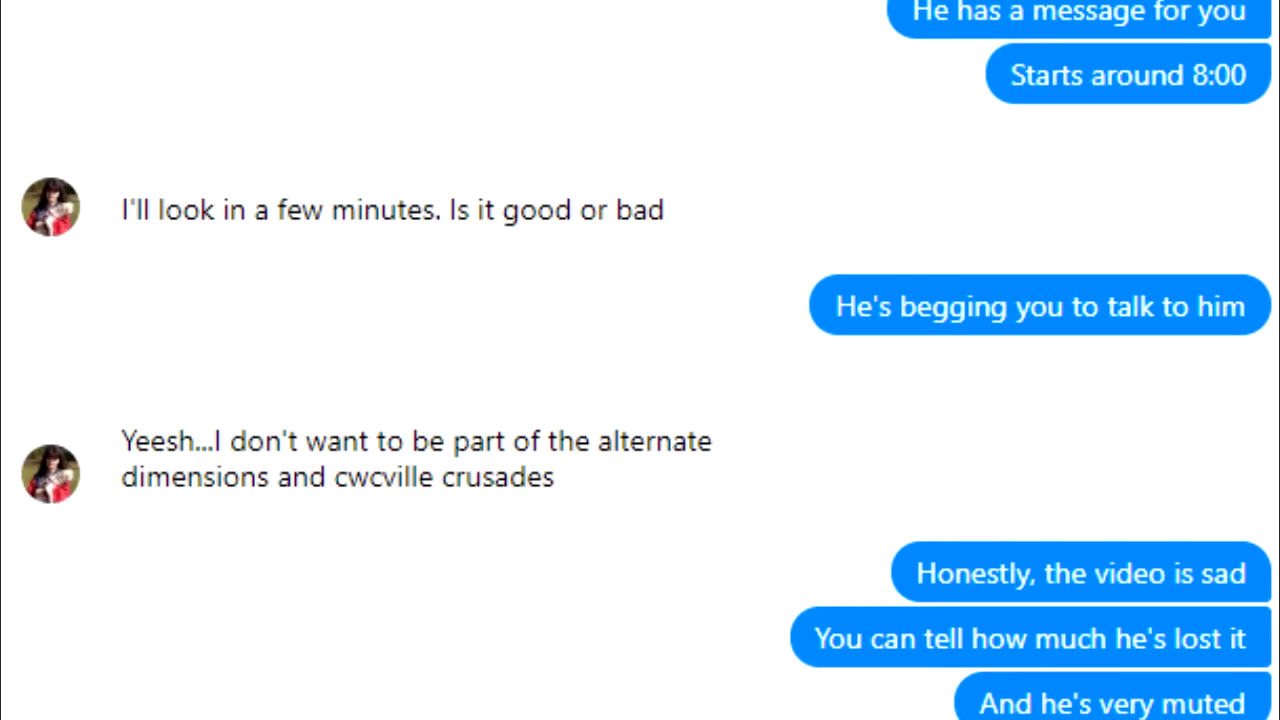 He has a message for you
Starts around 8:00
I'll look in a few minutes. Is it good or bad
He's begging you to talk to him
Yeesh...I don't want to be part of the alternate
dimensions and cwcville crusades
Honestly, the video is sad
You can tell how much he's lost it
And he's very muted